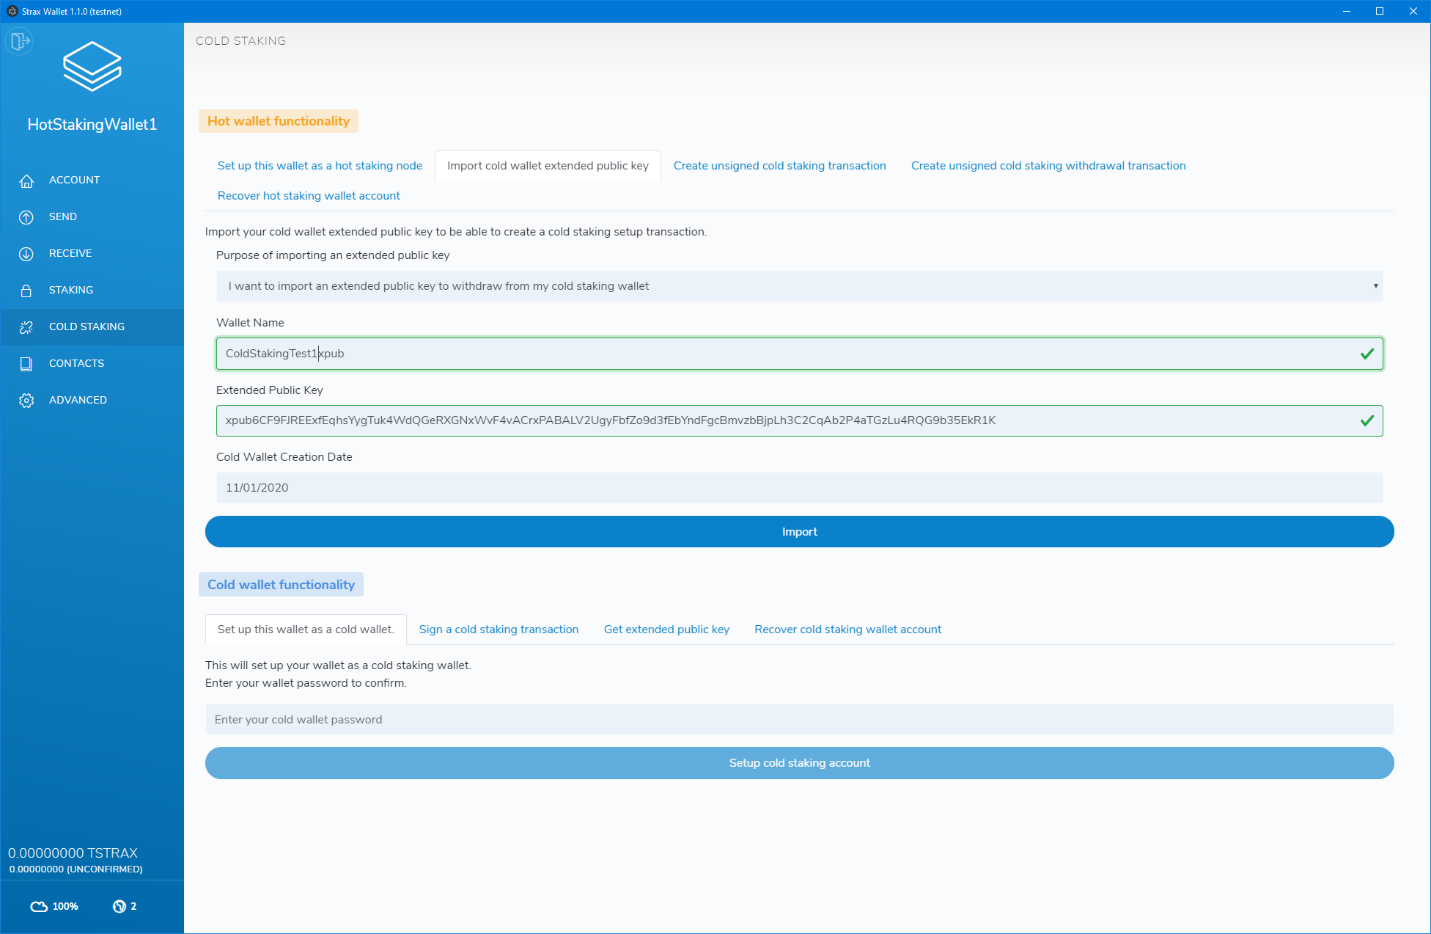 Strax Wallet 1.1.0 (testnet)
COLD STAKING
HotStakingWallet1
ACCOUNT
SEND
RECEIVE
STAKING
COLD STAKING
CONTACTS
ADVANCED
0.00000000 TSTRAX
0.00000000 (UNCONFIRMED)
100% 2
Hot wallet functionality
Set up this wallet as a hot staking node Import cold wallet extended public key Create unsigned cold staking transaction Create unsigned cold staking withdrawal transaction
Recover hot staking wallet account
Import your cold wallet extended public key to be able to create a cold staking setup transaction.
Purpose of importing an extended public key
I want to import an extended public key to withdraw from my cold staking wallet
Wallet Name
ColdStakingTest1xpub
Extended Public Key
xpub6CF9FJREExfEqhsYygTuk4WdQGeRXGNxWvF4vACrxPABALV2UgyFbfZo9d3fEbYndFgcBmvzbBjpLh3C2CqAb2P4aTGzLu4RQG9b35EkR1K
Cold Wallet Creation Date
11/01/2020
Import
Cold wallet functionality
Set up this wallet as a cold wallet. Sign a cold staking transaction Get extended public key Recover cold staking wallet account
This will set up your wallet as a cold staking wallet.
Enter your wallet password to confirm.
Enter your cold wallet password
Setup cold staking account